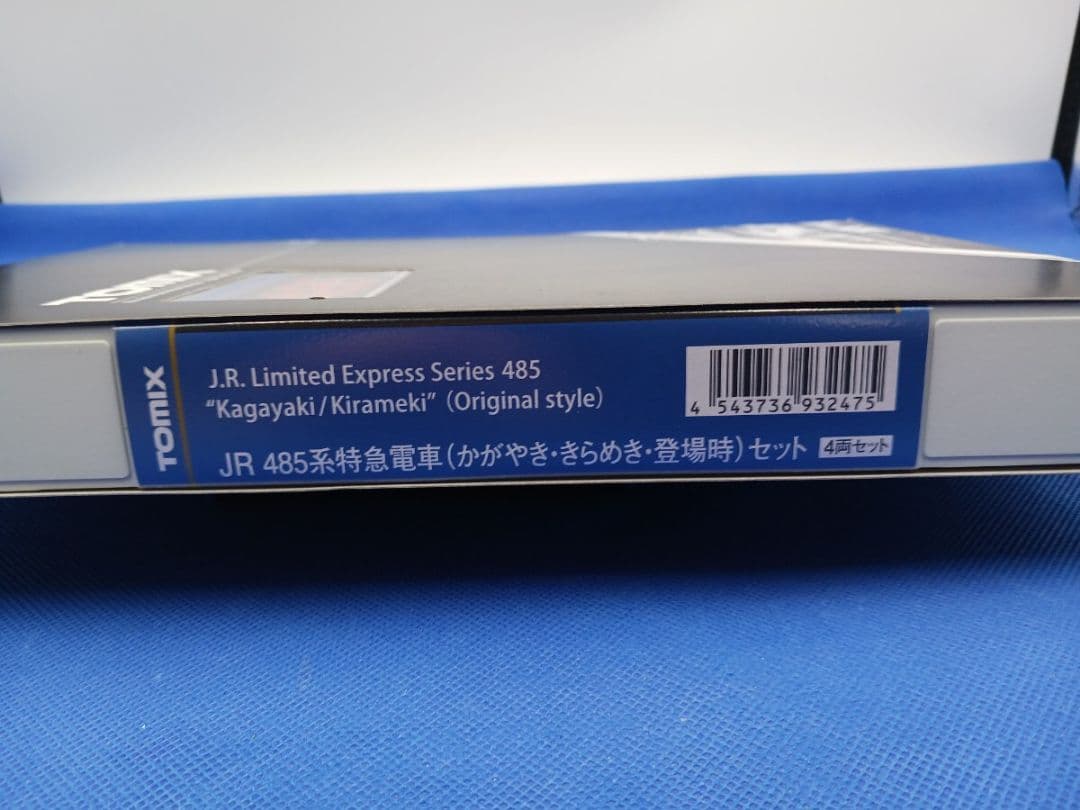 TOMIX
TOMIX
J.R. Limited Express Series 485
“Kagayaki/Kirameki”（Original style）
4 543736 932475
JR 485系特急電車（かがやき・きらめき・登場時）セット 4両セット